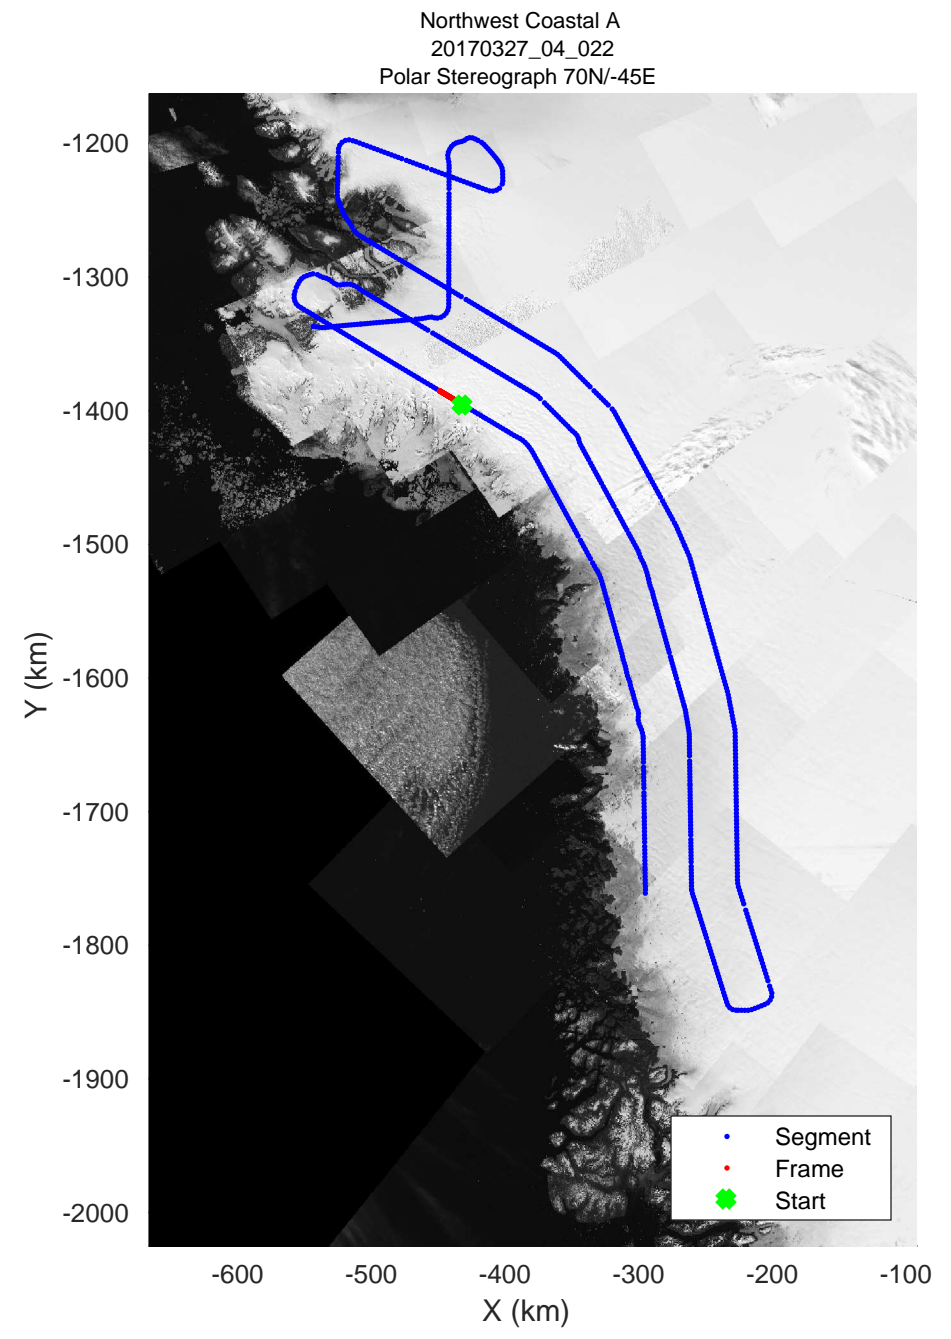 Northwest Coastal A
20170327_04_022
Polar Stereograph 70N/-45E
-1200
-1300
-1400
-1500
-1600
-1700
-1800
-1900
-2000
Y (km)
Segment
Frame
Start
-600 -500 -400 -300 -200 -100
X (km)